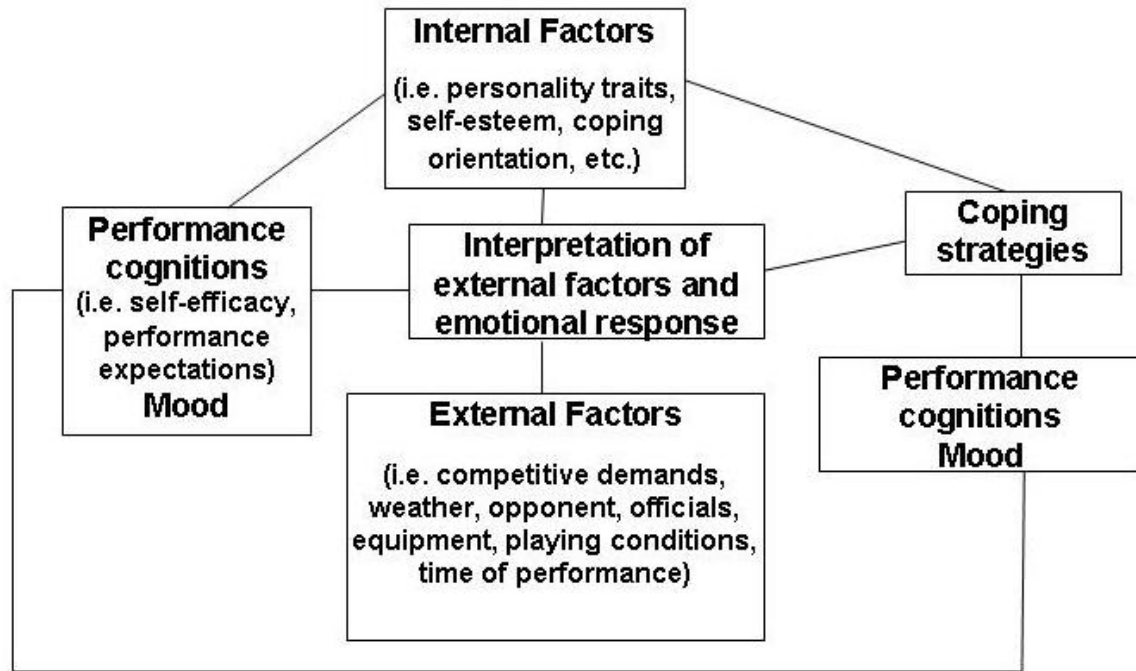 Internal Factors
(i.e. personality traits,
self-esteem, coping
orientation, etc.)
Performance
cognitions
(i.e. self-efficacy,
performance
expectations)
Mood
Interpretation of
external factors and
emotional response
Coping
strategies
External Factors
(i.e. competitive demands,
weather, opponent, officials,
equipment, playing conditions,
time of performance)
Performance
cognitions
Mood